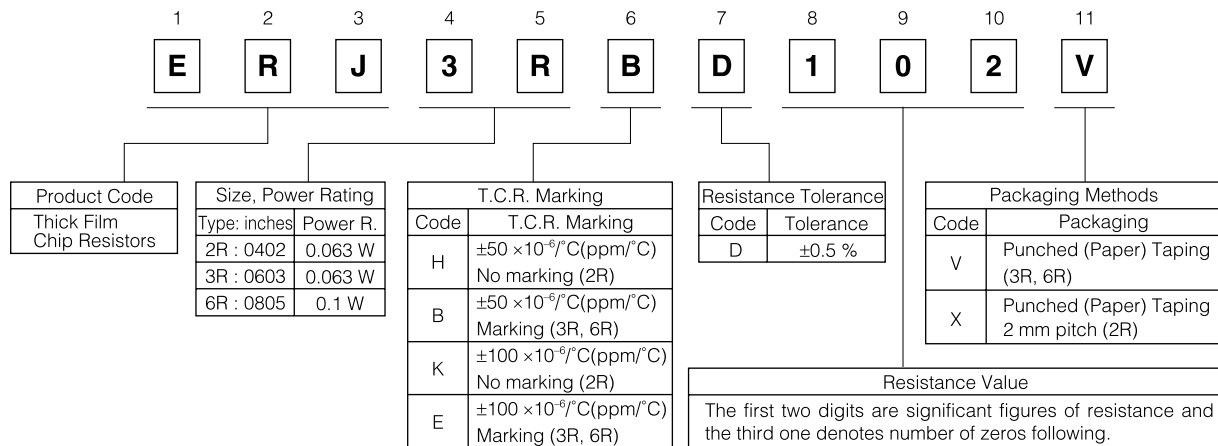 1 2 3 4 5 6 7 8 9 10 11
E R J 3 R B D 1 0 2 V
Product Code
Thick Film
Chip Resistors
Size, Power Rating
Type: inches Power R.
2R : 0402 0.063 W
3R : 0603 0.063 W
6R : 0805 0.1 W
T.C.R. Marking
Code T.C.R. Marking
H ±50 ×10⁻⁶/°C(ppm/°C)
No marking (2R)
B ±50 ×10⁻⁶/°C(ppm/°C)
Marking (3R, 6R)
K ±100 ×10⁻⁶/°C(ppm/°C)
No marking (2R)
E ±100 ×10⁻⁶/°C(ppm/°C)
Marking (3R, 6R)
Resistance Tolerance
Code Tolerance
D ±0.5 %
Packaging Methods
Code Packaging
V Punched (Paper) Taping
(3R, 6R)
X Punched (Paper) Taping
2 mm pitch (2R)
Resistance Value
The first two digits are significant figures of resistance and
the third one denotes number of zeros following.